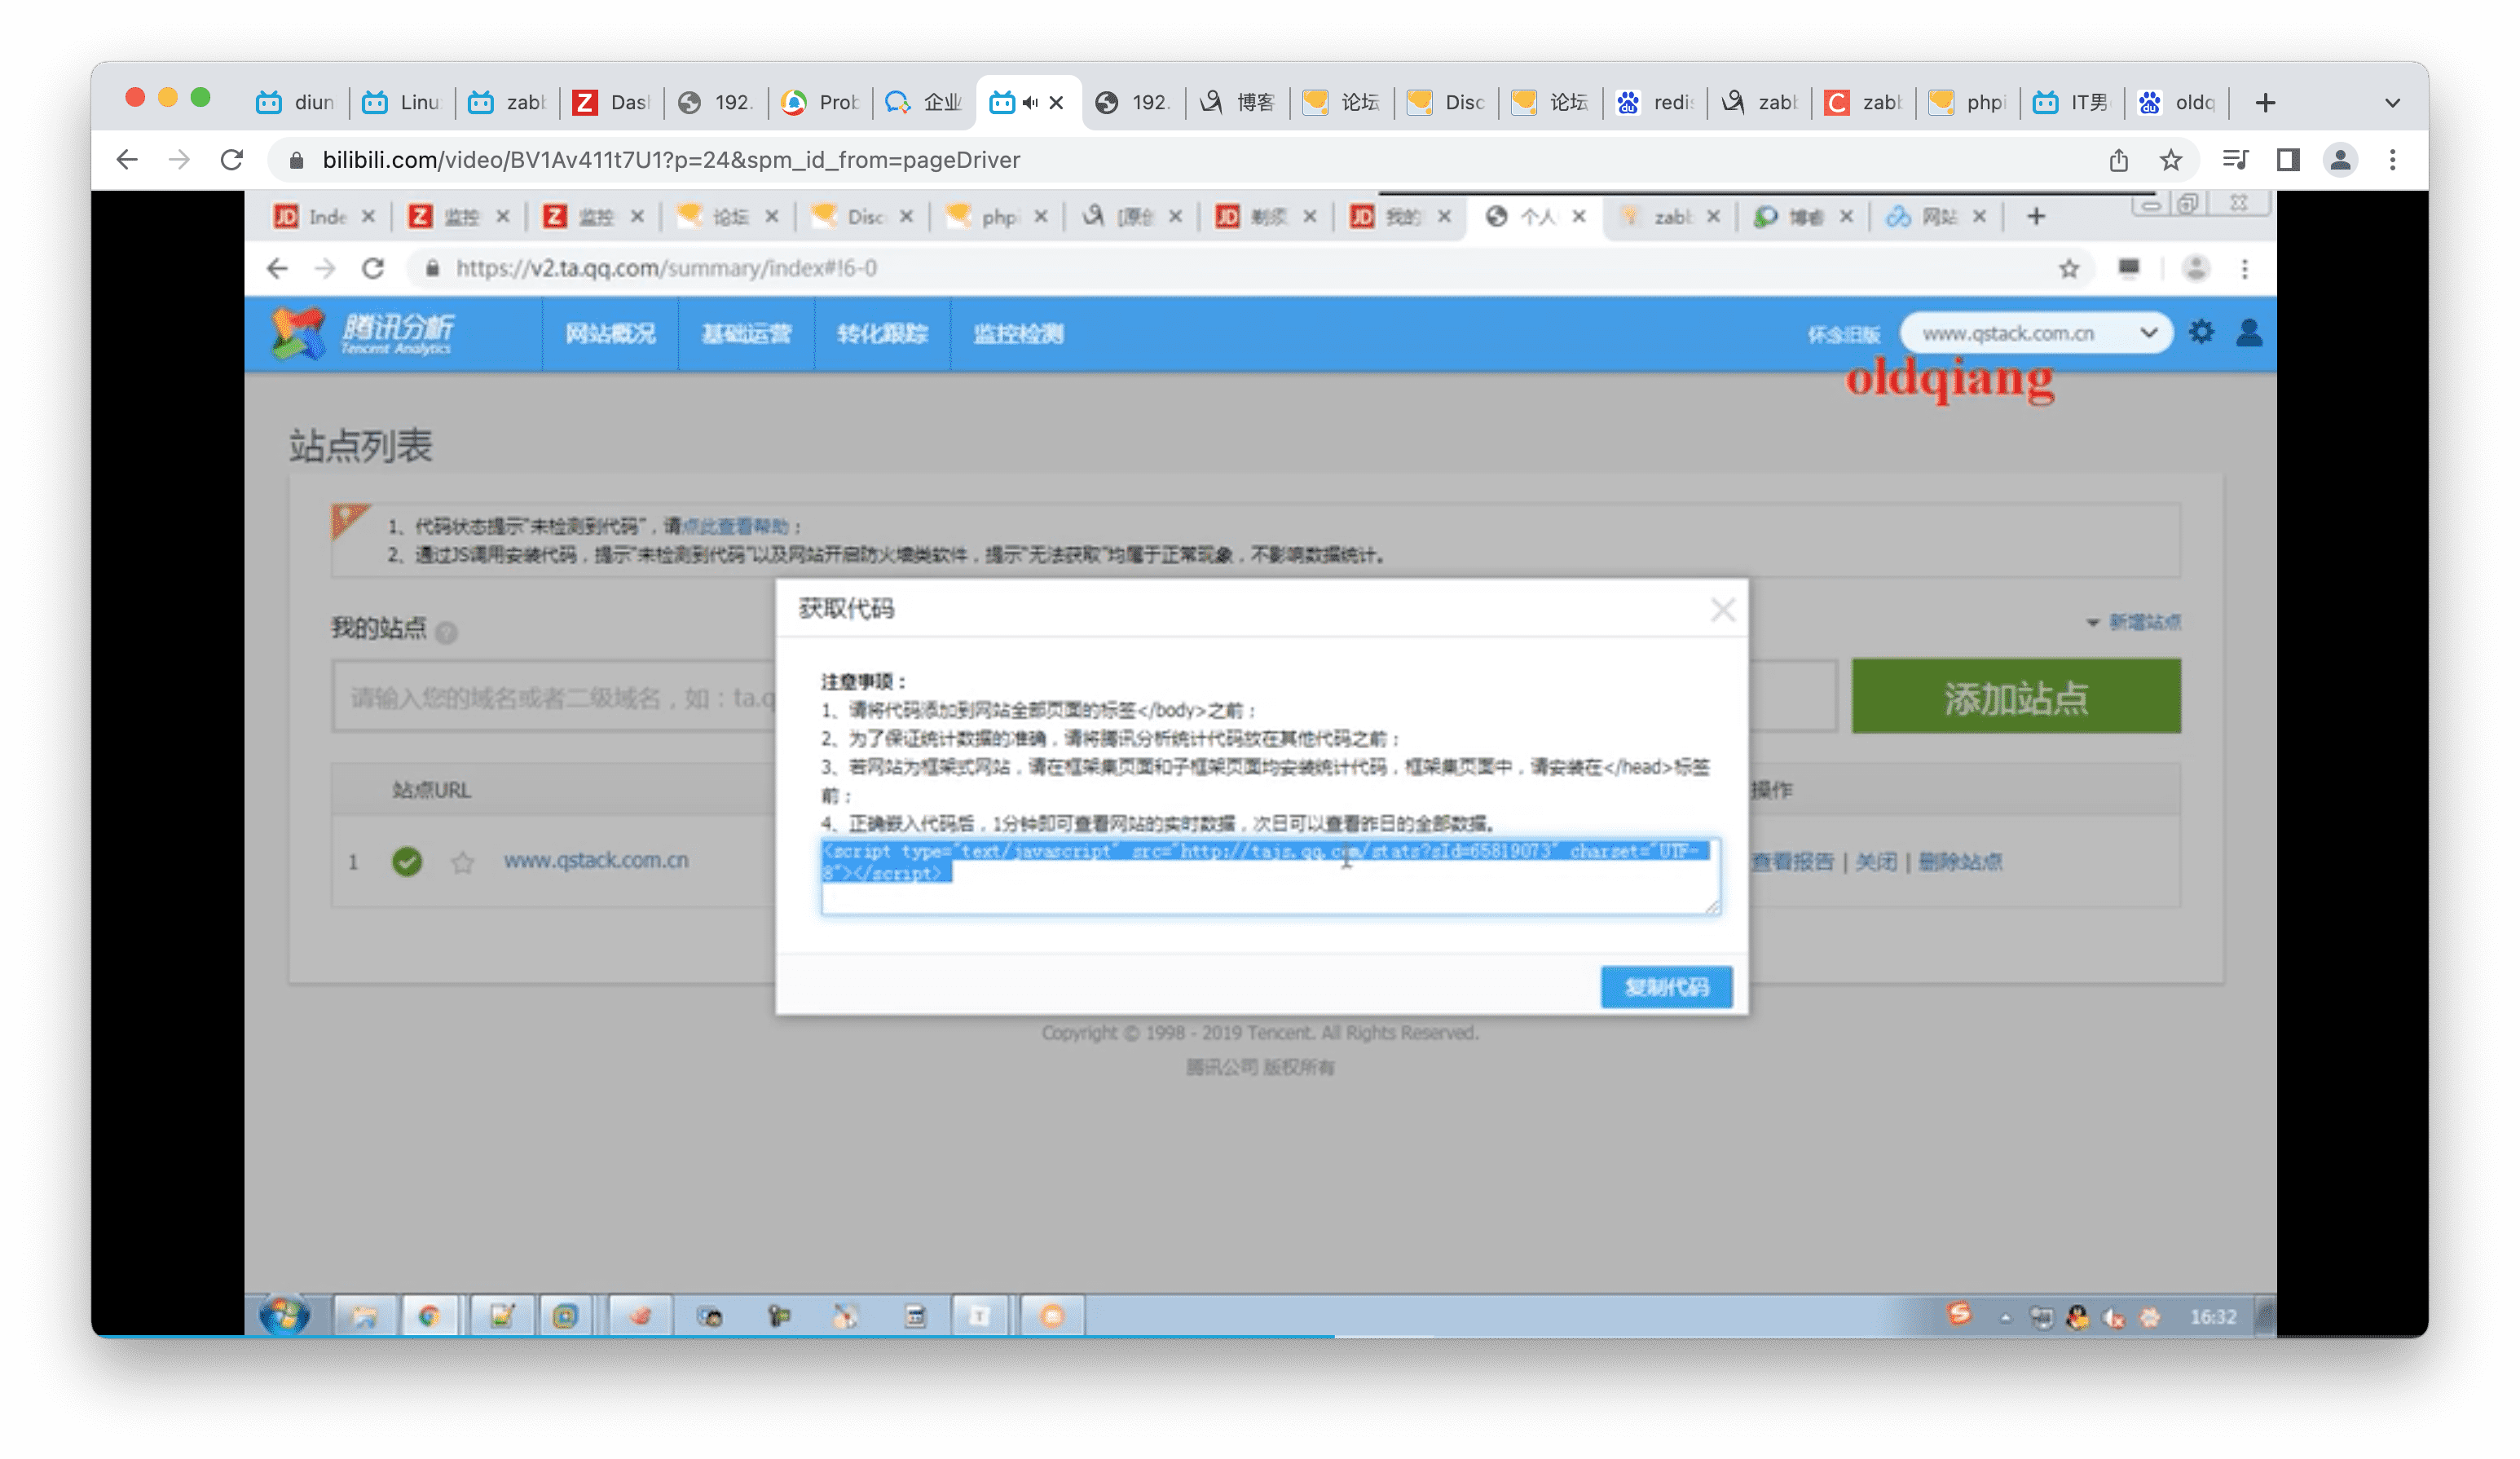 diun Linu zabb Das 192. Prob 企业 192. 博客 论坛 Disc 论坛 redis zabb zabb phpi IT男 oldq
bilibili.com/video/BV1Av411t7U1?p=24&spm_id_from=pageDriver
Inde 监控 监控 论坛 Disc php [原创 剃须 我的 个人 zabb 博睿 网站
https://v2.ta.qq.com/summary/index#!6-0
腾讯分析
Tencent Analytics
网站概况 基础运营 转化跟踪 监控检测 怀念旧版 www.qstack.com.cn
oldqiang
站点列表
1、代码状态提示"未检测到代码"，请点此查看帮助；
2、通过JS调用安装代码，提示"未检测到代码"以及网站开启防火墙类软件，提示"无法获取"均属于正常现象，不影响数据统计。
我的站点
新增站点
请输入您的域名或者二级域名，如：ta.q
添加站点
站点URL
操作
1 www.qstack.com.cn
查看报告 | 关闭 | 删除站点
获取代码
注意事项：
1、请将代码添加到网站全部页面的标签</body>之前；
2、为了保证统计数据的准确，请将腾讯分析统计代码放在其他代码之前；
3、若网站为框架式网站，请在框架集页面和子框架页面均安装统计代码，框架集页面中，请安装在</head>标签
前；
4、正确嵌入代码后，1分钟即可查看网站的实时数据，次日可以查看昨日的全部数据。
<script type="text/javascript" src="http://tajs.qq.com/stats?sId=65819073" charset="UTF-
8"></script>
复制代码
Copyright © 1998 - 2019 Tencent. All Rights Reserved.
腾讯公司 版权所有
16:32